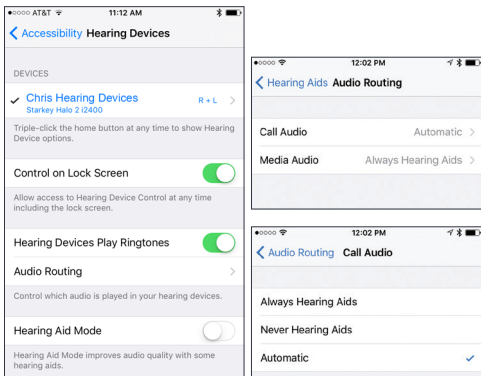 AT&T 11:12 AM
Accessibility Hearing Devices
DEVICES
Chris Hearing Devices R + L
Starkey Halo 2 i2400
Triple-click the home button at any time to show Hearing
Device options.
Control on Lock Screen
Allow access to Hearing Device Control at any time
including the lock screen.
Hearing Devices Play Ringtones
Audio Routing
Control which audio is played in your hearing devices.
Hearing Aid Mode
Hearing Aid Mode improves audio quality with some
hearing aids.
12:02 PM
Hearing Aids Audio Routing
Call Audio Automatic
Media Audio Always Hearing Aids
12:02 PM
Audio Routing Call Audio
Always Hearing Aids
Never Hearing Aids
Automatic